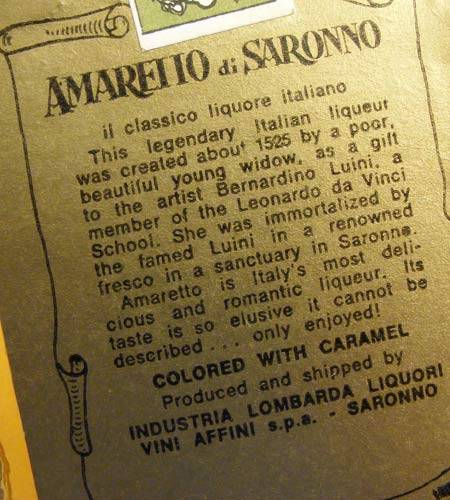 AMARETTO di SARONNO
il classico liquore italiano
This legendary Italian liqueur
was created about 1525 by a poor,
beautiful young widow, as a gift
to the artist Bernardino Luini, a
member of the Leonardo da Vinci
School. She was immortalized by
the famed Luini in a renowned
fresco in a sanctuary in Saronno.
Amaretto is Italy's most deli-
cious and romantic liqueur. Its
taste is so elusive it cannot be
described... only enjoyed!
COLORED WITH CARAMEL
Produced and shipped by
INDUSTRIA LOMBARDA LIQUORI
VINI AFFINI s.p.a. - SARONNO